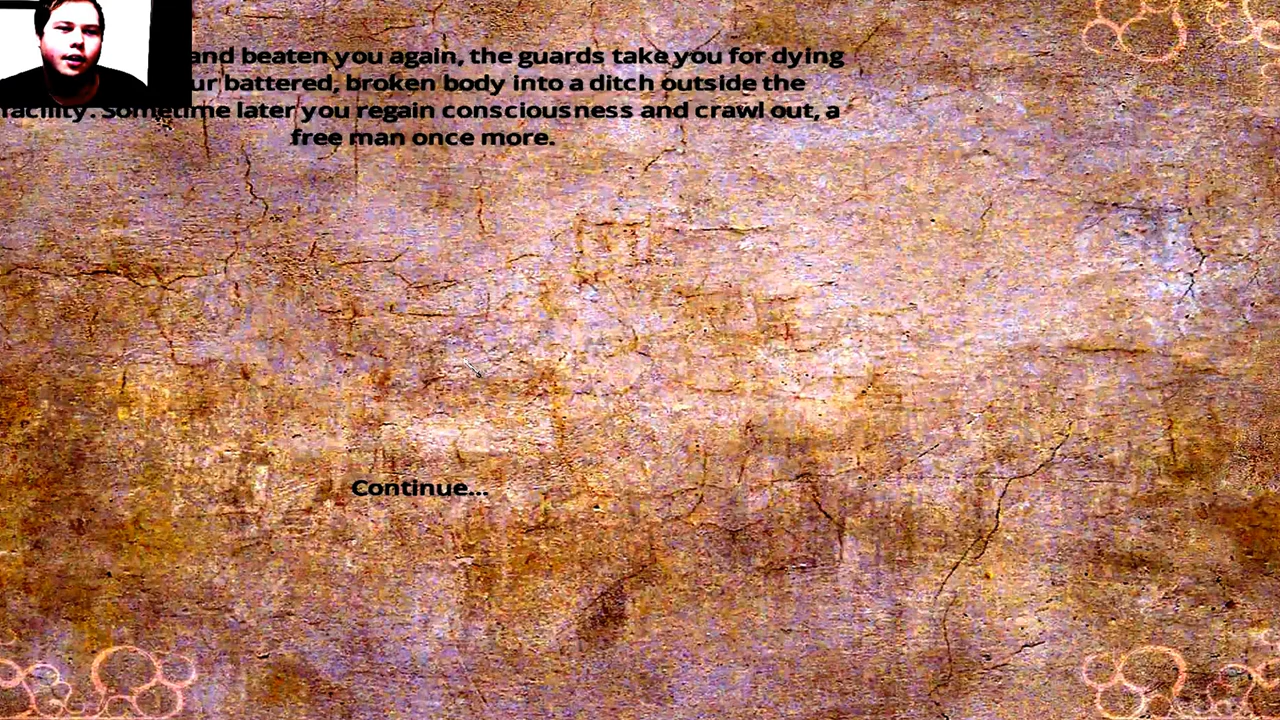 and beaten you again, the guards take you for dying
battered, broken body into a ditch outside the
facility. Sometime later you regain consciousness and crawl out, a
free man once more.
Continue...